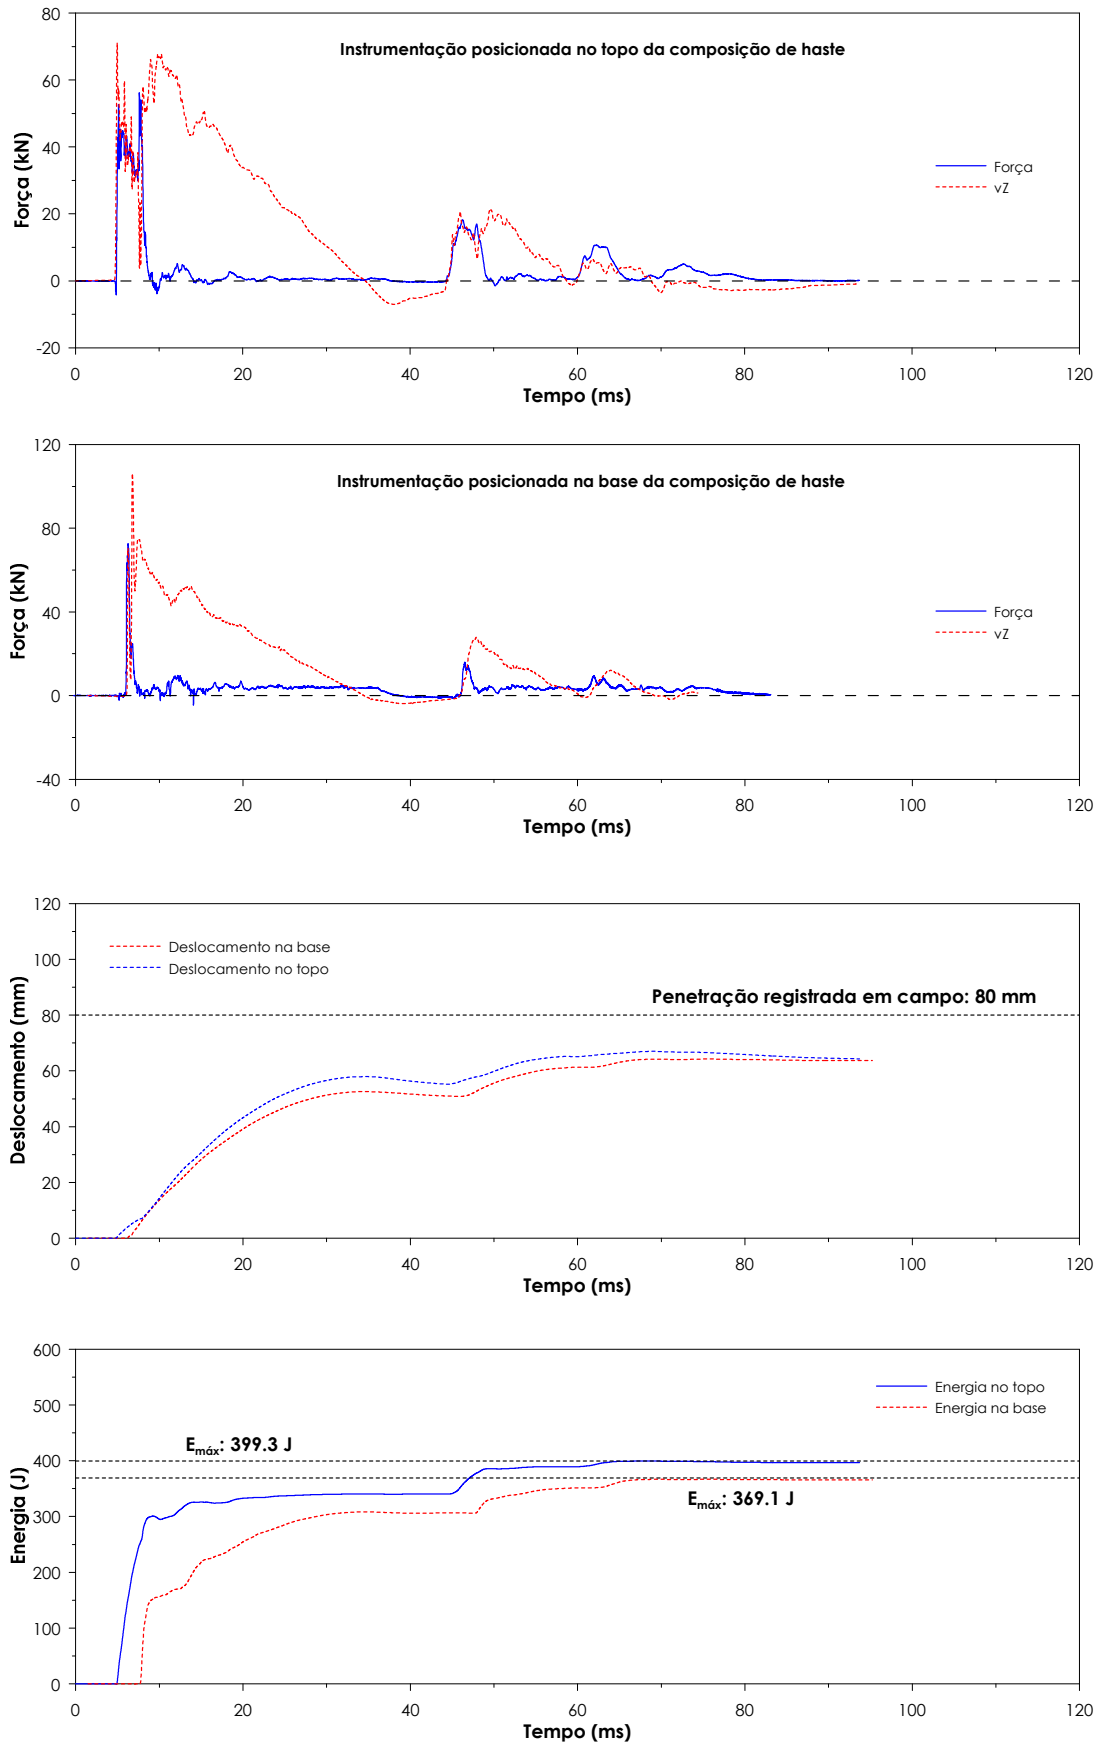 80
Instrumentação posicionada no topo da composição de haste
60
40
Força
vZ
20
0
-20
0 20 40 60 80 100 120
Força (kN)
Tempo (ms)
120
Instrumentação posicionada na base da composição de haste
80
40
Força
vZ
0
-40
0 20 40 60 80 100 120
Força (kN)
Tempo (ms)
120
Deslocamento na base
Deslocamento no topo
100
Penetração registrada em campo: 80 mm
80
60
40
20
0
0 20 40 60 80 100 120
Deslocamento (mm)
Tempo (ms)
600
Energia no topo
Energia na base
500
Emáx: 399.3 J
400
Emáx: 369.1 J
300
200
100
0
0 20 40 60 80 100 120
Energia (J)
Tempo (ms)